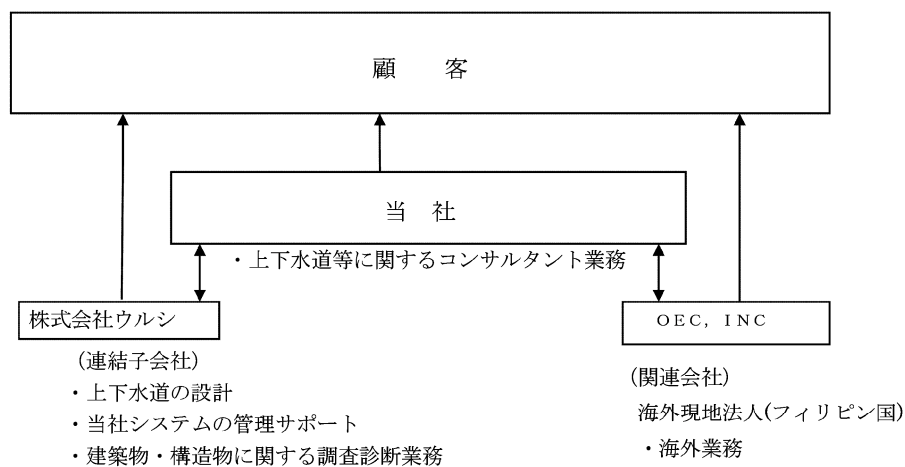 顧　　客
当　社
・上下水道等に関するコンサルタント業務
株式会社ウルシ
ＯＥＣ，ＩＮＣ
（連結子会社）
・上下水道の設計
・当社システムの管理サポート
・建築物・構造物に関する調査診断業務
（関連会社）
海外現地法人(フィリピン国)
・海外業務